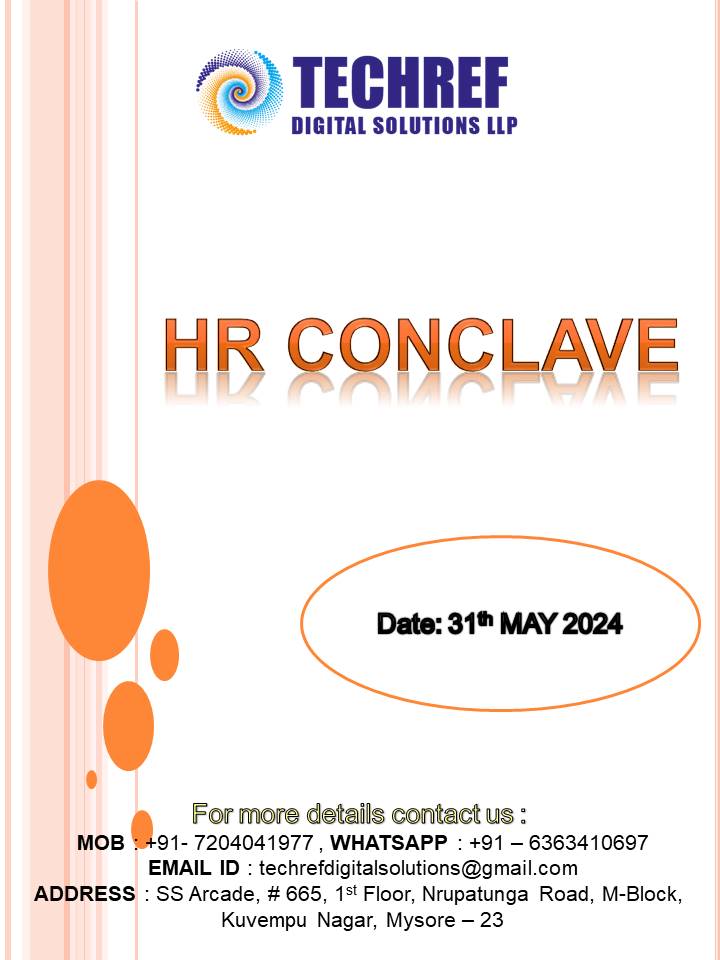 TECHREF
DIGITAL SOLUTIONS LLP
HR CONCLAVE
Date: 31th MAY 2024
For more details contact us :
MOB : +91- 7204041977 , WHATSAPP : +91 – 6363410697
EMAIL ID : techrefdigitalsolutions@gmail.com
ADDRESS : SS Arcade, # 665, 1st Floor, Nrupatunga Road, M-Block,
Kuvempu Nagar, Mysore – 23